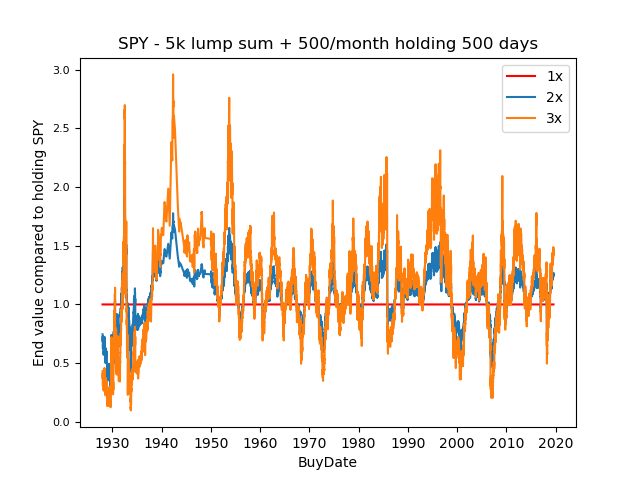 SPY - 5k lump sum + 500/month holding 500 days
1x
2x
3x
End value compared to holding SPY
3.0
2.5
2.0
1.5
1.0
0.5
0.0
1930 1940 1950 1960 1970 1980 1990 2000 2010 2020
BuyDate